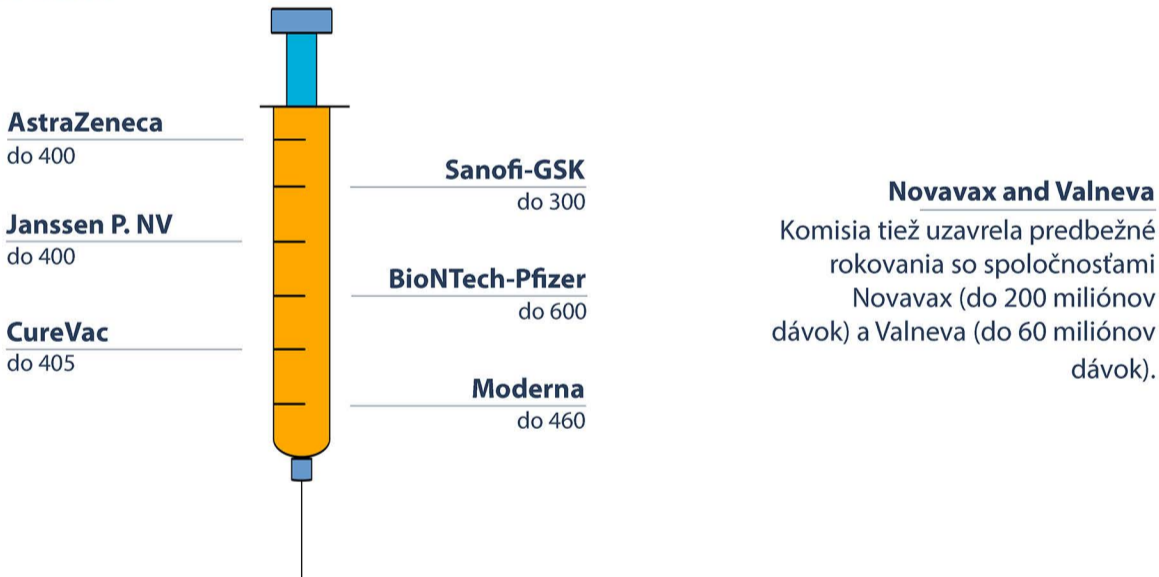 AstraZeneca
do 400
Janssen P. NV
do 400
CureVac
do 405
Sanofi-GSK
do 300
BioNTech-Pfizer
do 600
Moderna
do 460
Novavax and Valneva
Komisia tiež uzavrela predbežné
rokovania so spoločnosťami
Novavax (do 200 miliónov
dávok) a Valneva (do 60 miliónov
dávok).